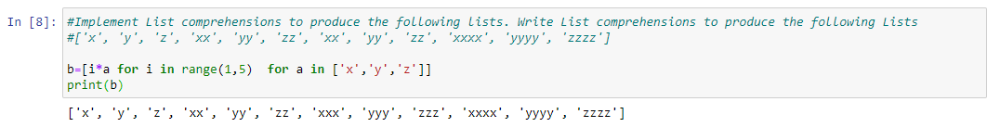 In [8]: #Implement List comprehensions to produce the following lists. Write List comprehensions to produce the following Lists
#['x', 'y', 'z', 'xx', 'yy', 'zz', 'xx', 'yy', 'zz', 'xxxx', 'yyyy', 'zzzz']
b=[i*a for i in range(1,5)  for a in ['x','y','z']]
print(b)
['x', 'y', 'z', 'xx', 'yy', 'zz', 'xxx', 'yyy', 'zzz', 'xxxx', 'yyyy', 'zzzz']